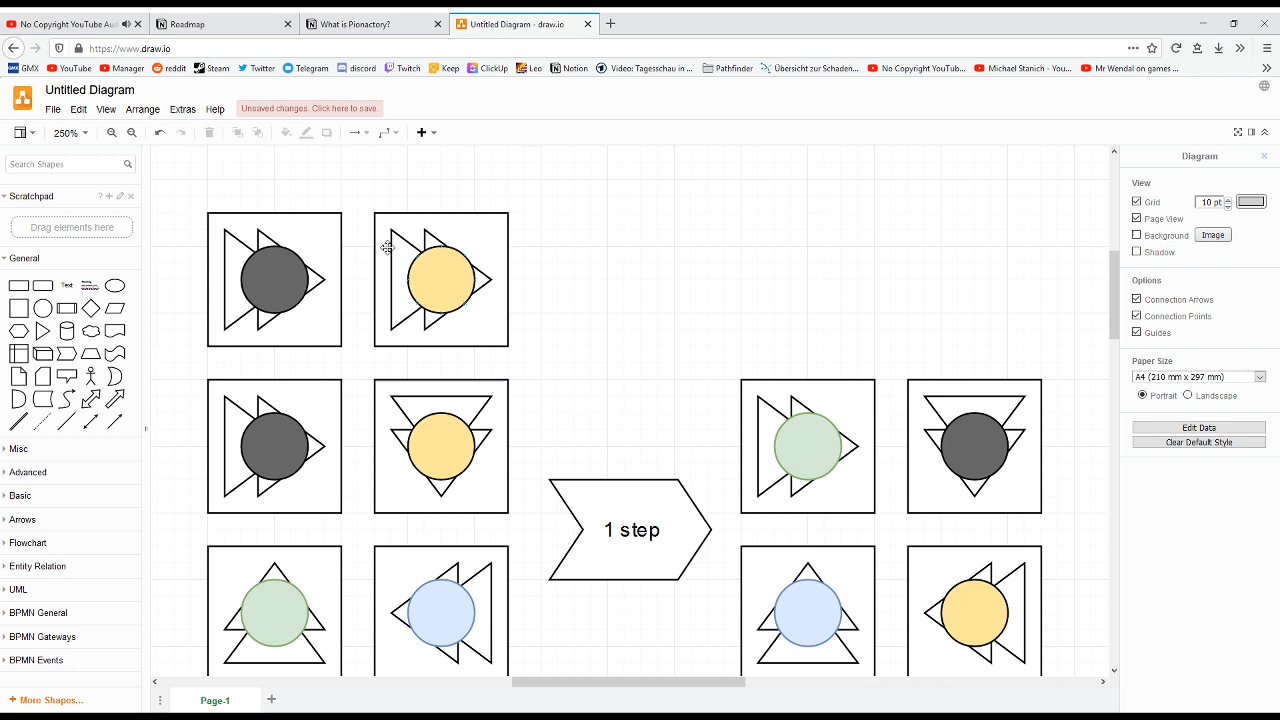 No Copyright YouTube Au
Roadmap
What is Pionactory?
Untitled Diagram - draw.io
https://www.draw.io
GMX
YouTube
Manager
reddit
Steam
Twitter
Telegram
discord
Twitch
Keep
ClickUp
Notion
Video: Tagesschau in ...
Pathfinder
Übersicht zur Schaden...
No Copyright YouTub...
Michael Stanich - You...
Mr Wendal on games...
Untitled Diagram
File Edit View Arrange Extras Help
Unsaved changes. Click here to save.
250%
Search Shapes
Scratchpad
Drag elements here
General
Text
Misc
Advanced
Basic
Arrows
Flowchart
Entity Relation
UML
BPMN General
BPMN Gateways
BPMN Events
+ More Shapes...
1 step
Page-1
Diagram
View
Grid 10 pt
Page View
Background Image
Shadow
Options
Connection Arrows
Connection Points
Guides
Paper Size
A4 (210 mm x 297 mm)
Portrait Landscape
Edit Data
Clear Default Style